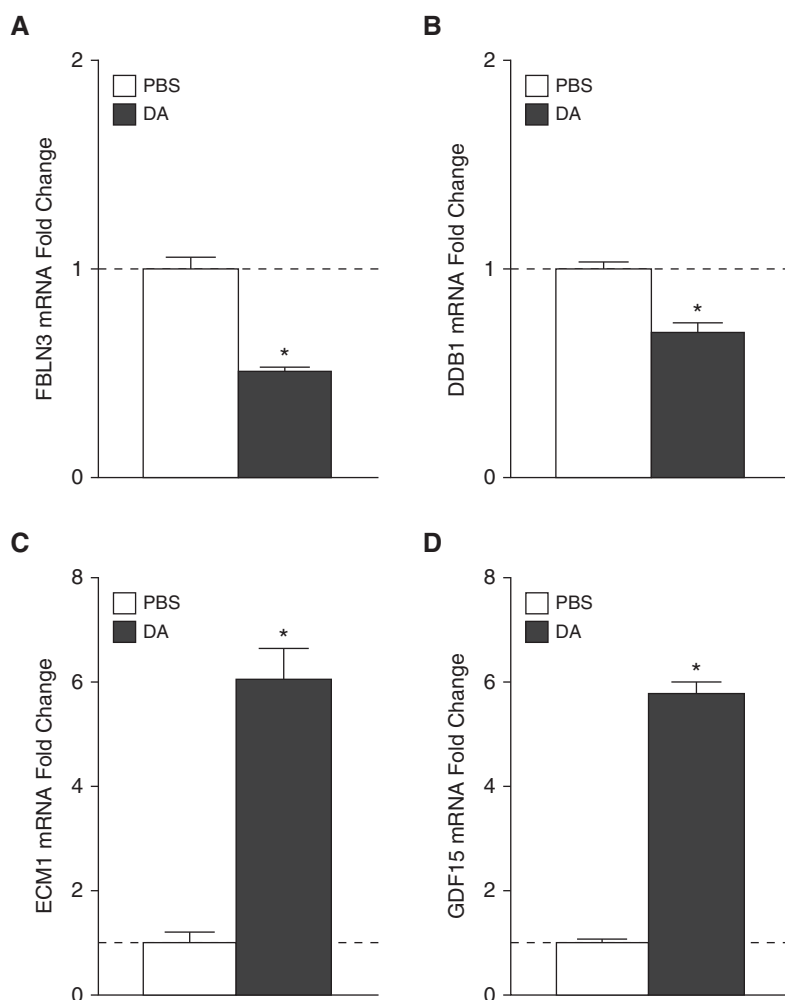 A
FBLN3 mRNA Fold Change
2
1
0
PBS
DA
*
B
DDB1 mRNA Fold Change
2
1
0
PBS
DA
*
C
ECM1 mRNA Fold Change
8
6
4
2
0
PBS
DA
*
D
GDF15 mRNA Fold Change
8
6
4
2
0
PBS
DA
*